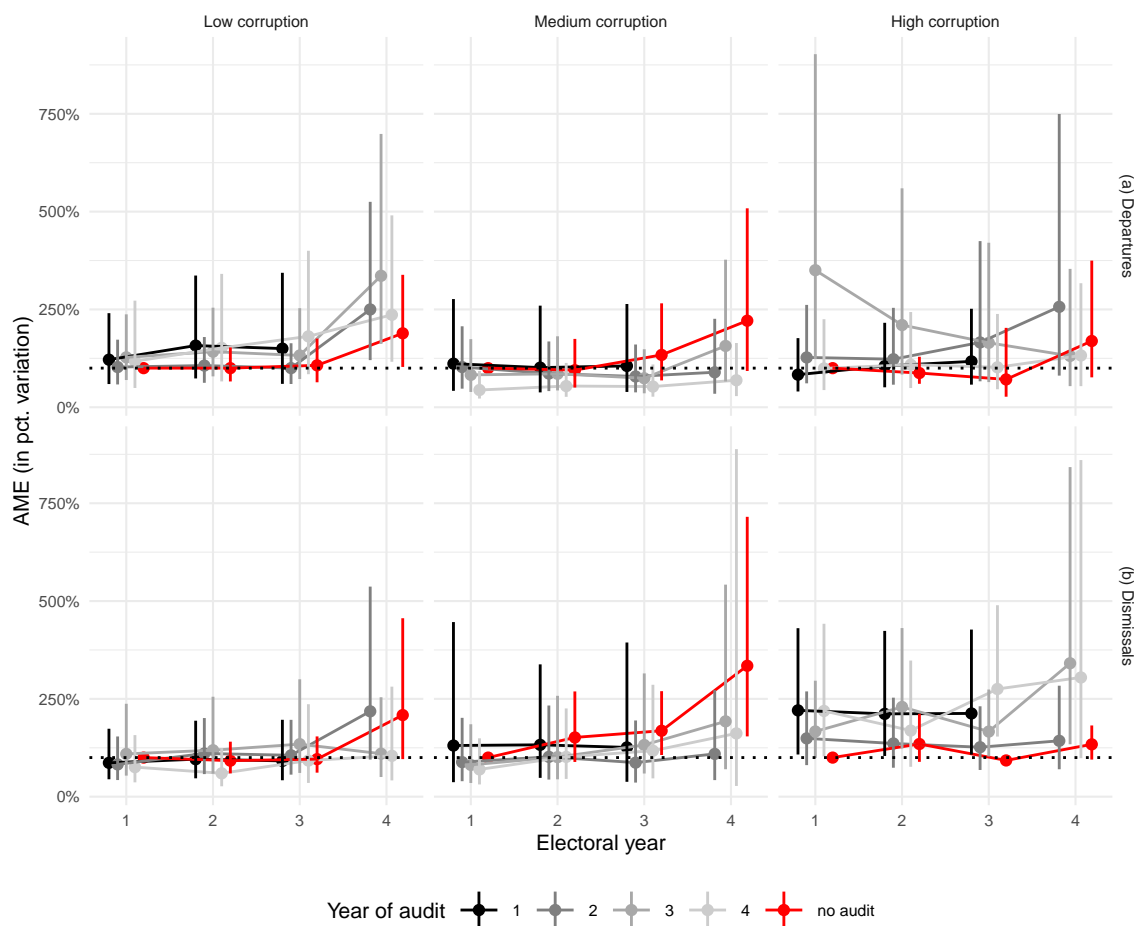 Low corruption
Medium corruption
High corruption
AME (in pct. variation)
750%
500%
250%
0%
(a) Departures
750%
500%
250%
0%
(b) Dismissals
1 2 3 4
1 2 3 4
1 2 3 4
Electoral year
Year of audit 1 2 3 4 no audit